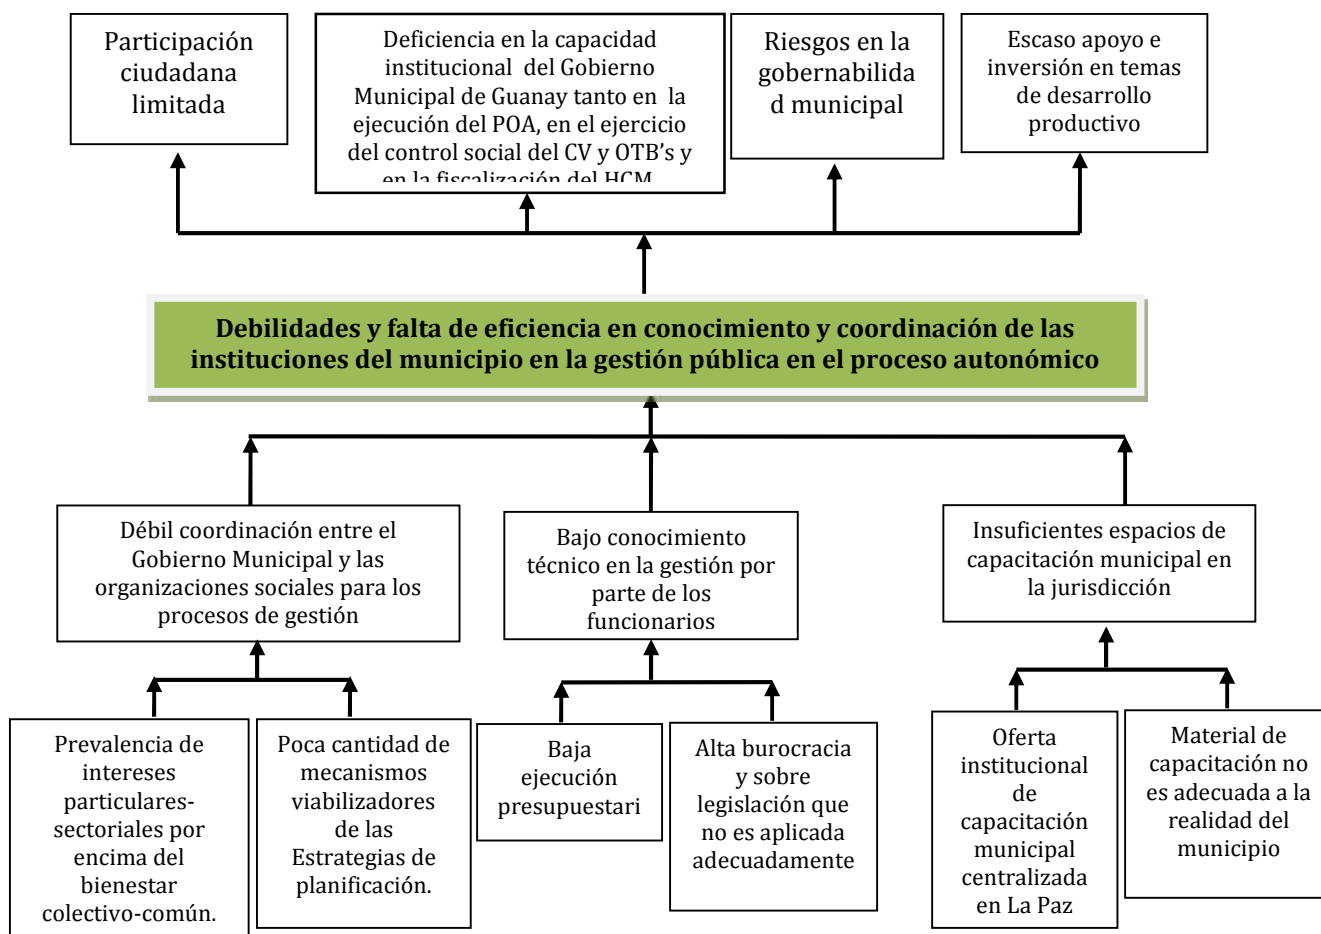 Participación
ciudadana
limitada
Deficiencia en la capacidad
institucional del Gobierno
Municipal de Guanay tanto en la
ejecución del POA, en el ejercicio
del control social del CV y OTB’s y
en la fiscalización del HCM
Riesgos en la
gobernabilida
d municipal
Escaso apoyo e
inversión en temas
de desarrollo
productivo
Debilidades y falta de eficiencia en conocimiento y coordinación de las
instituciones del municipio en la gestión pública en el proceso autonómico
Débil coordinación entre el
Gobierno Municipal y las
organizaciones sociales para los
procesos de gestión
Bajo conocimiento
técnico en la gestión por
parte de los
funcionarios
Insuficientes espacios de
capacitación municipal en
la jurisdicción
Prevalencia de
intereses
particulares-
sectoriales por
encima del
bienestar
colectivo-común.
Poca cantidad de
mecanismos
viabilizadores
de las
Estrategias de
planificación.
Baja
ejecución
presupuestari
Alta burocracia
y sobre
legislación que
no es aplicada
adecuadamente
Oferta
institucional
de
capacitación
municipal
centralizada
en La Paz
Material de
capacitación no
es adecuada a la
realidad del
municipio